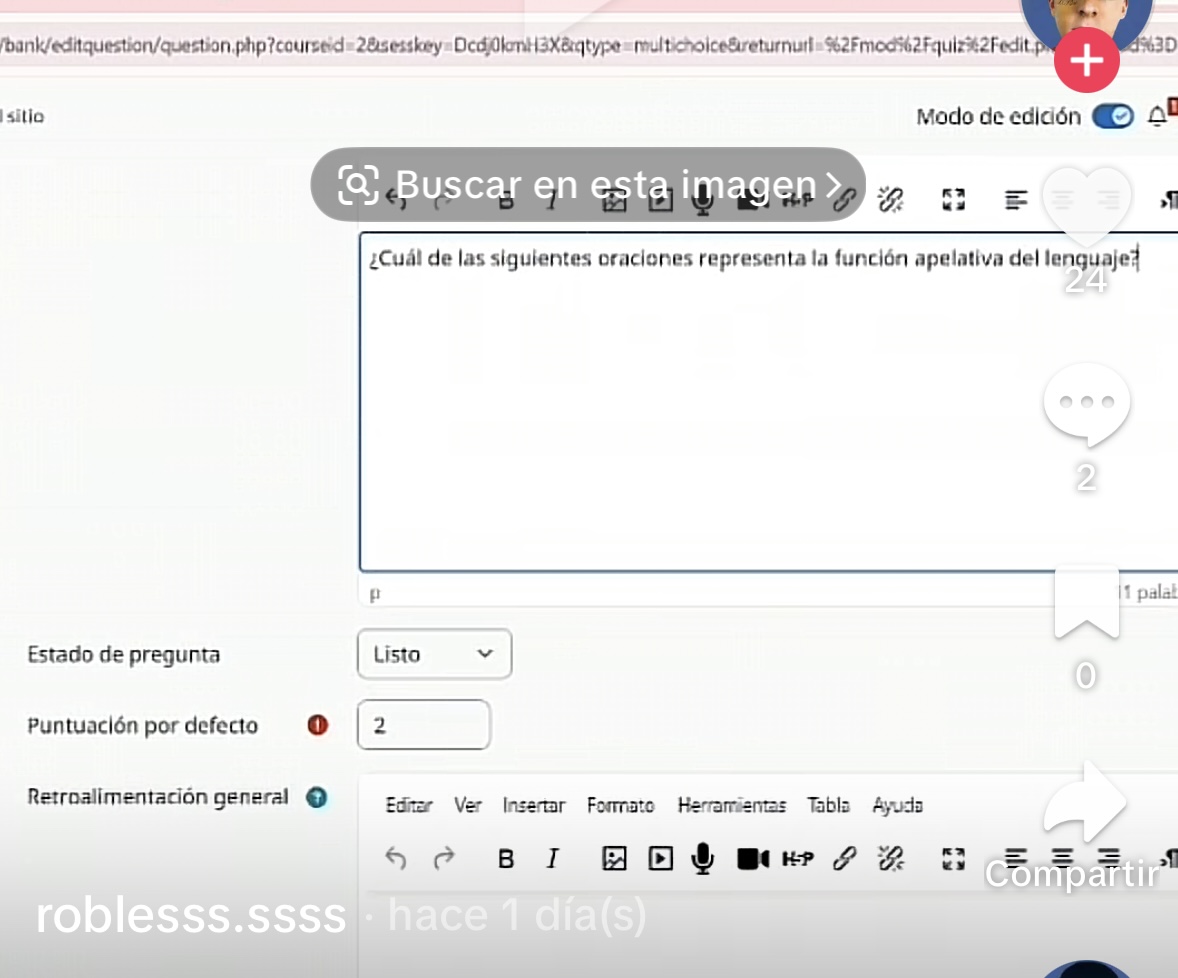 /bank/editquestion/question.php?courseid=2&sesskey=Dcdj0kmH3X&qtype=multichoice&returnurl=%2Fmod%2Fquiz%2Fedit.p
d%3D
sitio
Modo de edición
Buscar en esta imagen
B I H-P
¿Cuál de las siguientes oraciones representa la función apelativa del lenguaje?
24
2
p
Estado de pregunta
Listo
0
Puntuación por defecto
2
Retroalimentación general
Editar Ver Insertar Formato Herramientas Tabla Ayuda
B I H-P
Compartir
roblesss.ssss · hace 1 día(s)